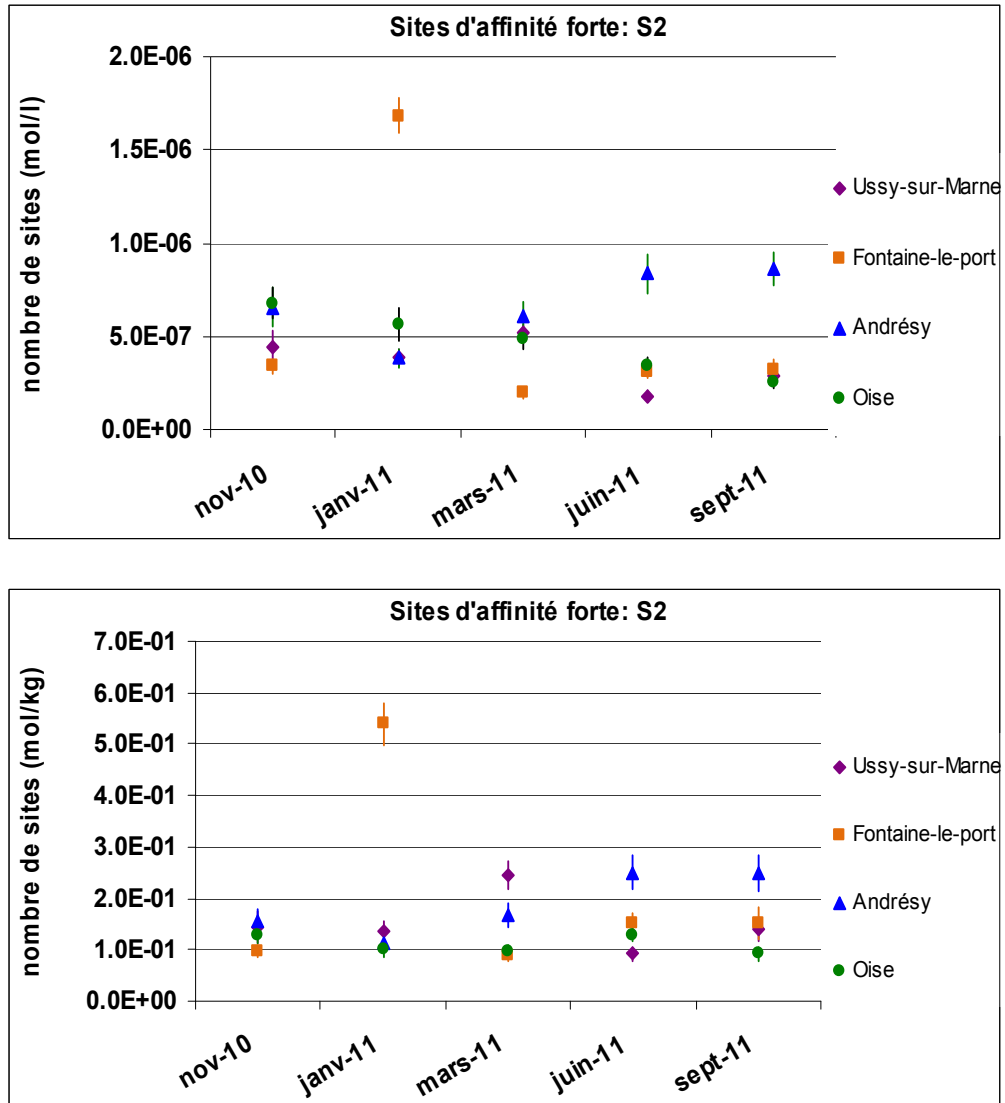 Sites d'affinité forte: S2
nombre de sites (mol/l)
2.0E-06
1.5E-06
1.0E-06
5.0E-07
0.0E+00
nov-10
janv-11
mars-11
juin-11
sept-11
Ussy-sur-Marne
Fontaine-le-port
Andrésy
Oise
Sites d'affinité forte: S2
nombre de sites (mol/kg)
7.0E-01
6.0E-01
5.0E-01
4.0E-01
3.0E-01
2.0E-01
1.0E-01
0.0E+00
nov-10
janv-11
mars-11
juin-11
sept-11
Ussy-sur-Marne
Fontaine-le-port
Andrésy
Oise